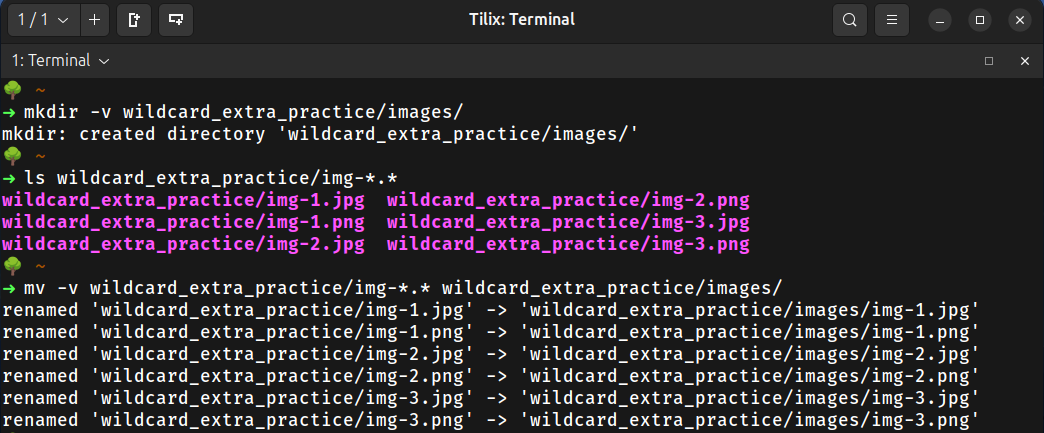 1 / 1
Tilix: Terminal
1: Terminal
~
➜ mkdir -v wildcard_extra_practice/images/
mkdir: created directory 'wildcard_extra_practice/images/'
~
➜ ls wildcard_extra_practice/img-*.*
wildcard_extra_practice/img-1.jpg  wildcard_extra_practice/img-2.png
wildcard_extra_practice/img-1.png  wildcard_extra_practice/img-3.jpg
wildcard_extra_practice/img-2.jpg  wildcard_extra_practice/img-3.png
~
➜ mv -v wildcard_extra_practice/img-*.* wildcard_extra_practice/images/
renamed 'wildcard_extra_practice/img-1.jpg' -> 'wildcard_extra_practice/images/img-1.jpg'
renamed 'wildcard_extra_practice/img-1.png' -> 'wildcard_extra_practice/images/img-1.png'
renamed 'wildcard_extra_practice/img-2.jpg' -> 'wildcard_extra_practice/images/img-2.jpg'
renamed 'wildcard_extra_practice/img-2.png' -> 'wildcard_extra_practice/images/img-2.png'
renamed 'wildcard_extra_practice/img-3.jpg' -> 'wildcard_extra_practice/images/img-3.jpg'
renamed 'wildcard_extra_practice/img-3.png' -> 'wildcard_extra_practice/images/img-3.png'